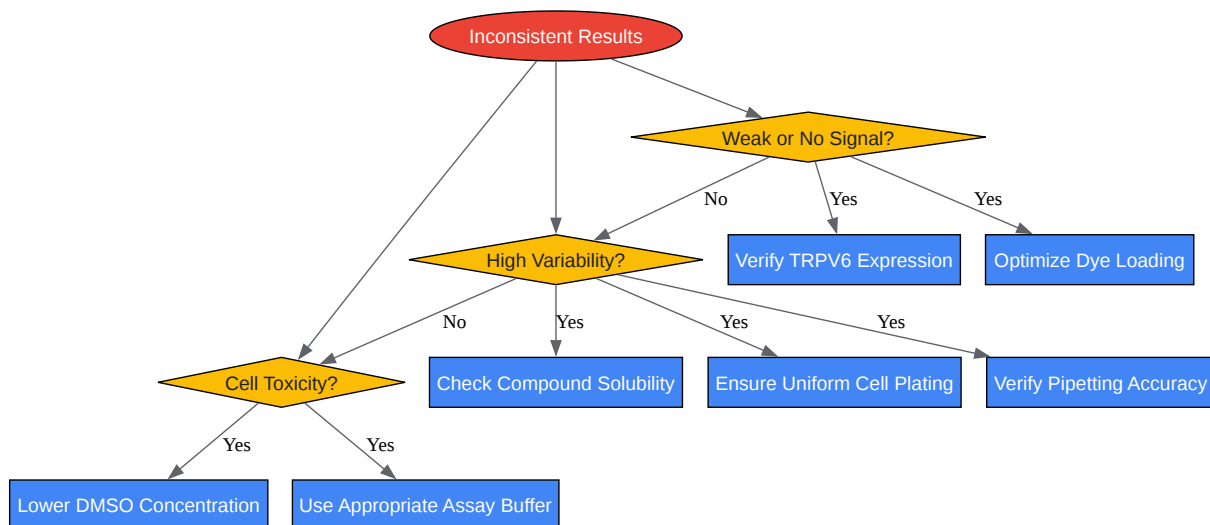 Inconsistent Results
Weak or No Signal?
No
Yes
Yes
High Variability?
Verify TRPV6 Expression
Optimize Dye Loading
No
Yes
Yes
Yes
Cell Toxicity?
Check Compound Solubility
Ensure Uniform Cell Plating
Verify Pipetting Accuracy
Yes
Yes
Lower DMSO Concentration
Use Appropriate Assay Buffer